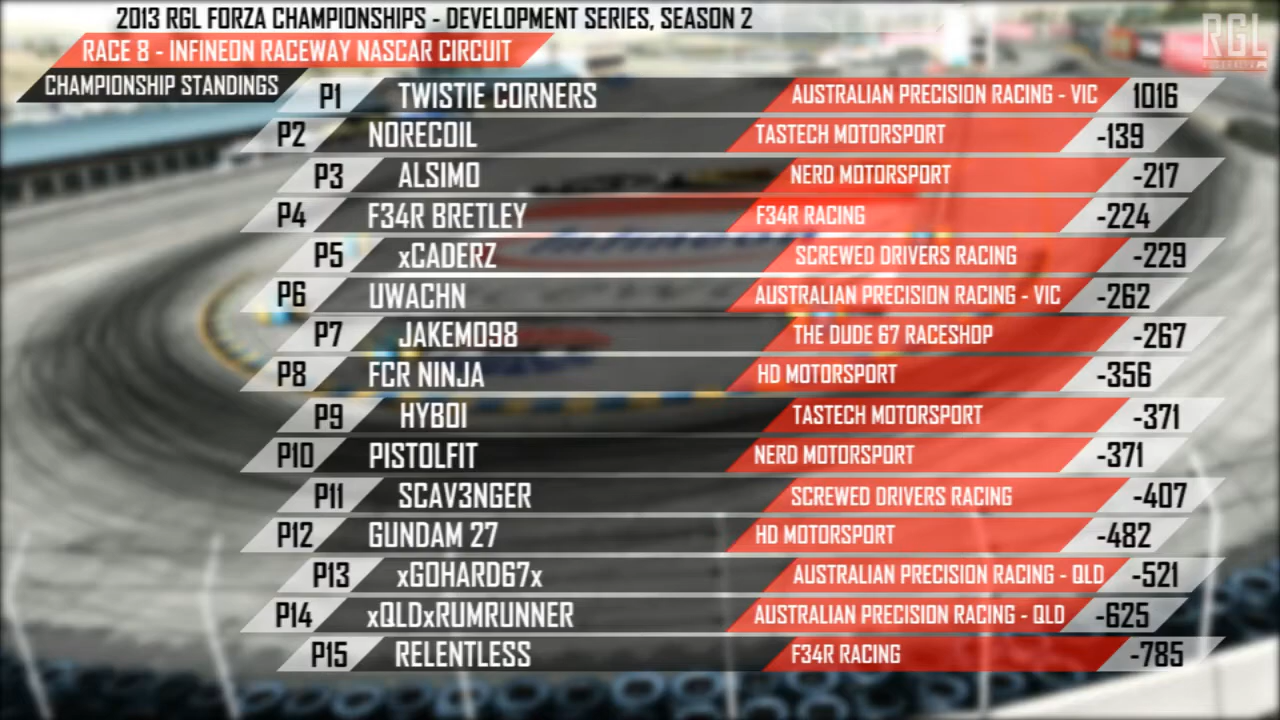 2013 RGL FORZA CHAMPIONSHIPS - DEVELOPMENT SERIES, SEASON 2
RGL
RACE 8 - INFINEON RACEWAY NASCAR CIRCUIT
CHAMPIONSHIP STANDINGS
P1 TWISTIE CORNERS AUSTRALIAN PRECISION RACING - VIC 1016
P2 NORECOIL TASTECH MOTORSPORT -139
P3 ALSIMO NERD MOTORSPORT -217
P4 F34R BRETLEY F34R RACING -224
P5 xCADERZ SCREWED DRIVERS RACING -229
P6 UWACHN AUSTRALIAN PRECISION RACING - VIC -262
P7 JAKEMO98 THE DUDE 67 RACESHOP -267
P8 FCR NINJA HD MOTORSPORT -356
P9 HYBOI TASTECH MOTORSPORT -371
P10 PISTOLFIT NERD MOTORSPORT -371
P11 SCAV3NGER SCREWED DRIVERS RACING -407
P12 GUNDAM 27 HD MOTORSPORT -482
P13 xGOHARD67x AUSTRALIAN PRECISION RACING - QLD -521
P14 xQLDxRUMRUNNER AUSTRALIAN PRECISION RACING - QLD -625
P15 RELENTLESS F34R RACING -785